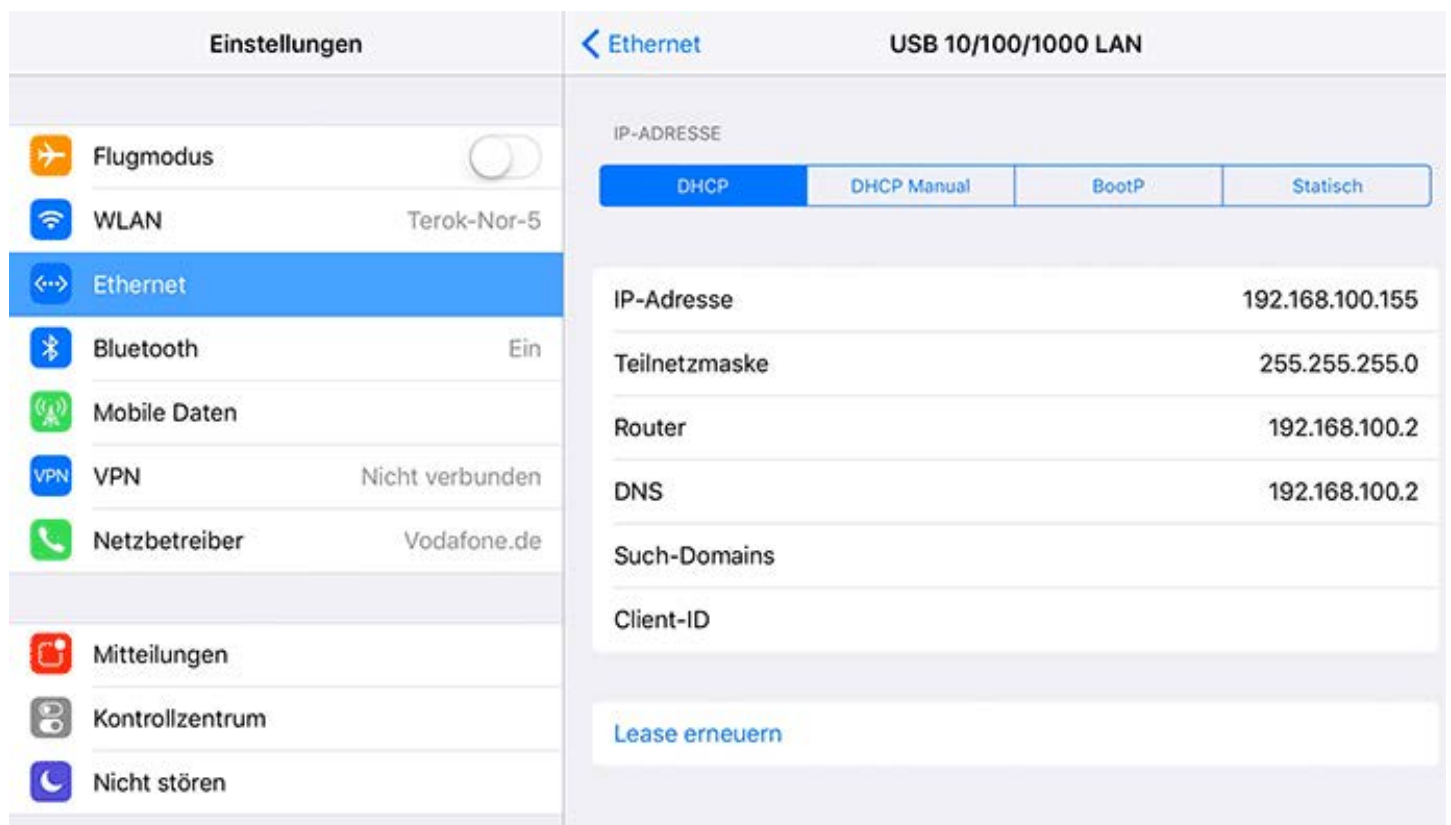 Einstellungen
Flugmodus
WLAN Terok-Nor-5
Ethernet
Bluetooth Ein
Mobile Daten
VPN VPN Nicht verbunden
Netzbetreiber Vodafone.de
Mitteilungen
Kontrollzentrum
Nicht stören
Ethernet USB 10/100/1000 LAN
IP-ADRESSE
DHCP DHCP Manual BootP Statisch
IP-Adresse 192.168.100.155
Teilnetzmaske 255.255.255.0
Router 192.168.100.2
DNS 192.168.100.2
Such-Domains
Client-ID
Lease erneuern